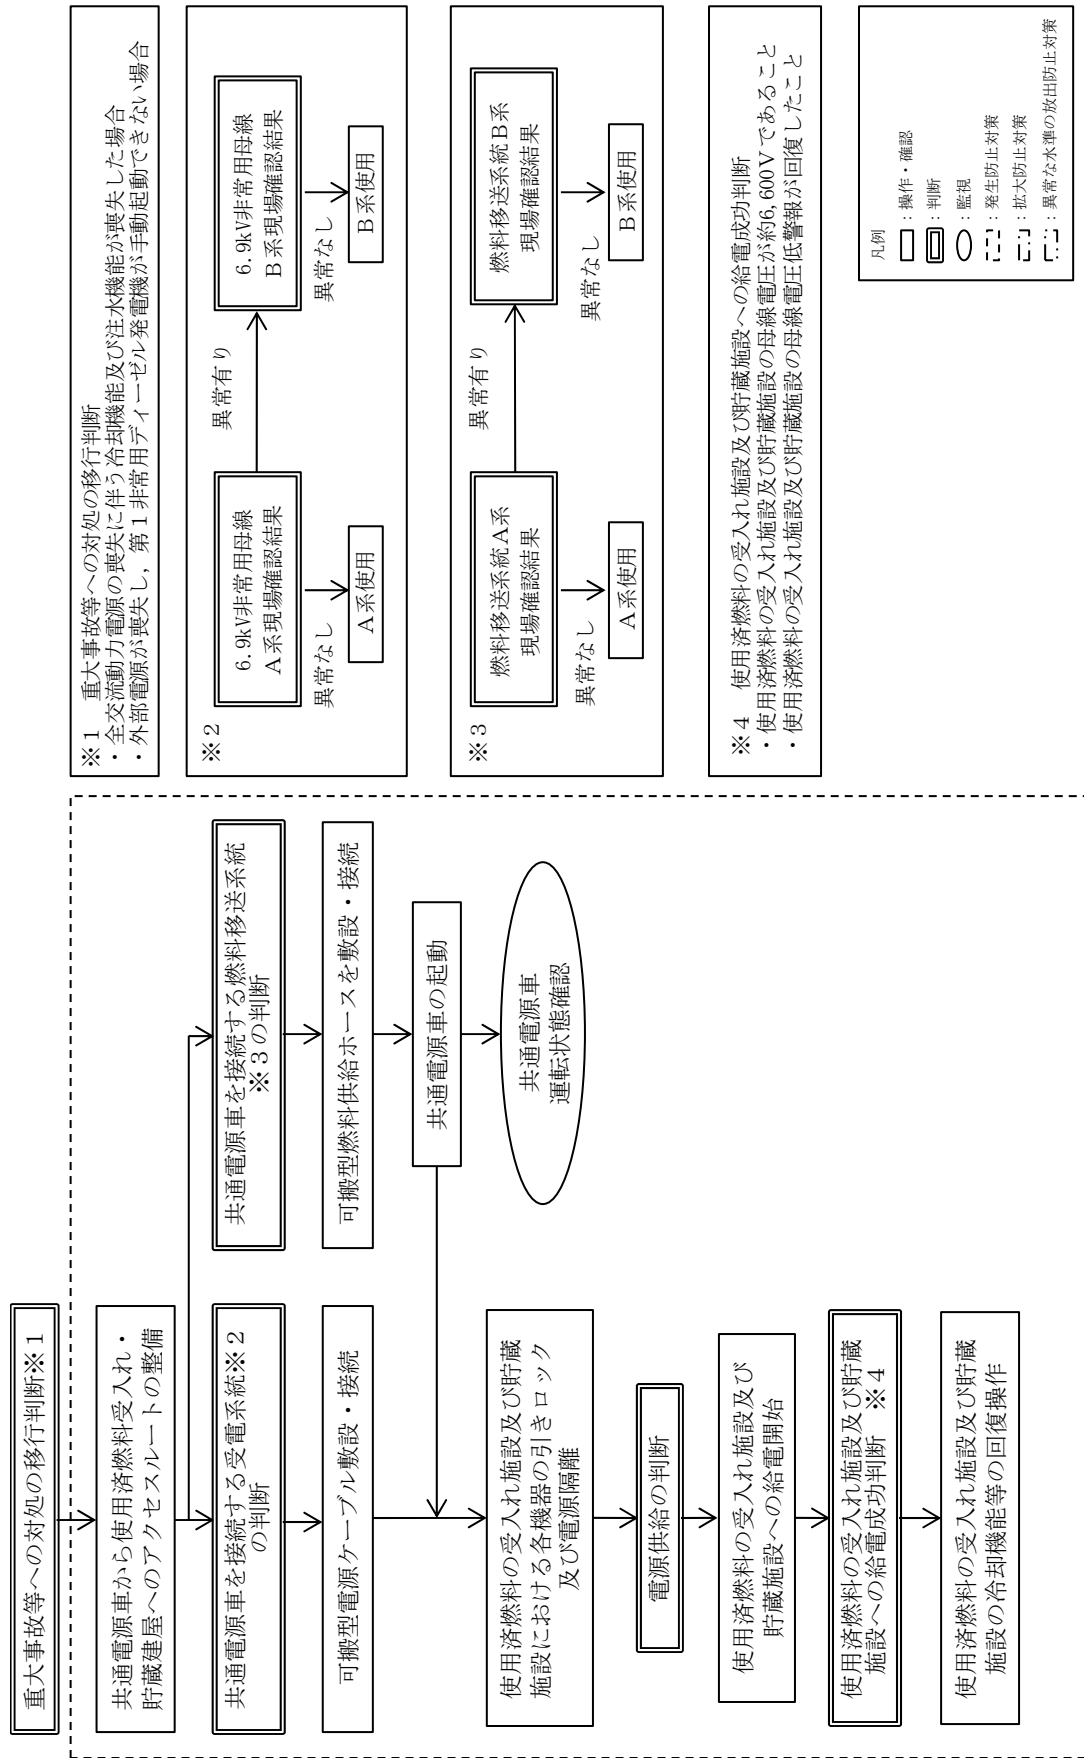 重大事故等への対処の移行判断※1
共通電源車から使用済燃料受入れ・
貯蔵建屋へのアクセスルートの整備
共通電源車を接続する受電系統※2
の判断
可搬型電源ケーブル敷設・接続
共通電源車を接続する燃料移送系統
※3の判断
可搬型燃料供給ホースを敷設・接続
共通電源車の起動
共通電源車
運転状態確認
使用済燃料の受入れ施設及び貯蔵
施設における各機器の引きロック
及び電源隔離
電源供給の判断
使用済燃料の受入れ施設及び
貯蔵施設への給電開始
使用済燃料の受入れ施設及び貯蔵
施設への給電成功判断 ※4
使用済燃料の受入れ施設及び貯蔵
施設の冷却機能等の回復操作
※1 重大事故等への対処の移行判断
・全交流動力電源の喪失に伴う冷却機能及び注水機能が喪失した場合
・外部電源が喪失し，第1非常用ディーゼル発電機が手動起動できない場合
※2
6.9kV非常用母線
A系現場確認結果
異常有り
6.9kV非常用母線
B系現場確認結果
異常なし
A系使用
異常なし
B系使用
※3
燃料移送系統A系
現場確認結果
異常有り
燃料移送系統B系
現場確認結果
異常なし
A系使用
異常なし
B系使用
※4 使用済燃料の受入れ施設及び貯蔵施設への給電成功判断
・使用済燃料の受入れ施設及び貯蔵施設の母線電圧が約6,600Vであること
・使用済燃料の受入れ施設及び貯蔵施設の母線電圧低警報が回復したこと
凡例
：操作・確認
：判断
：監視
：発生防止対策
：拡大防止対策
：異常な水準の放出防止対策